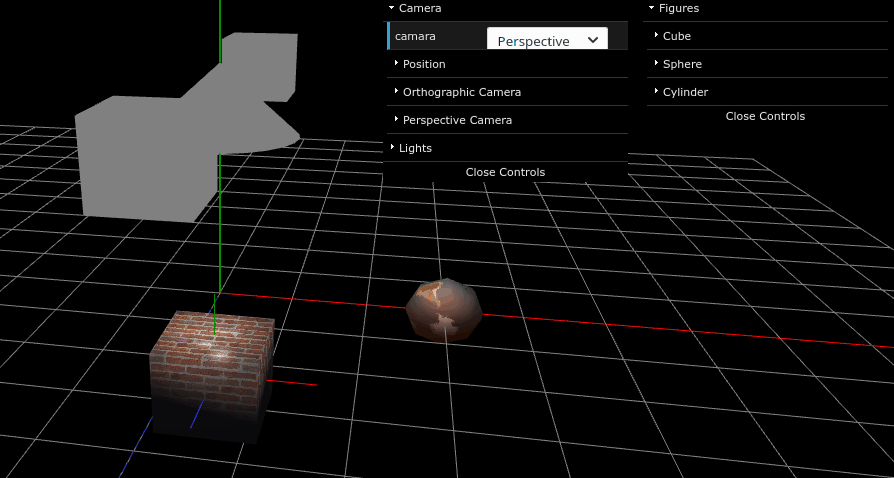 Camera
camara
Perspective
Position
Orthographic Camera
Perspective Camera
Lights
Close Controls
Figures
Cube
Sphere
Cylinder
Close Controls